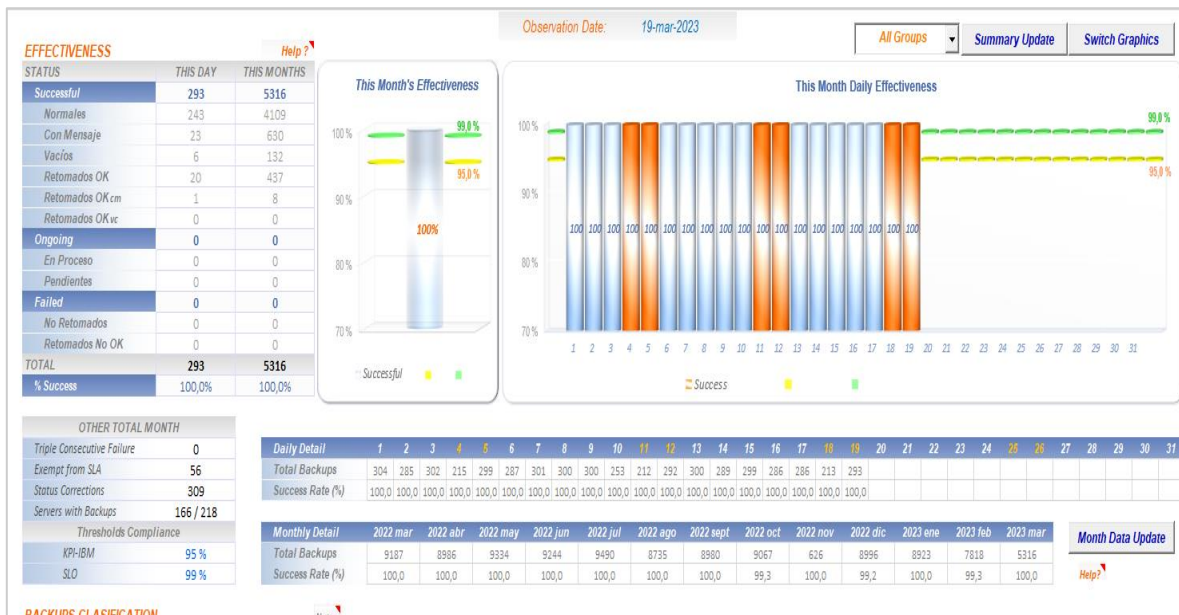 Observation Date: 19-mar-2023
All Groups Summary Update Switch Graphics
EFFECTIVENESS Help ?
STATUS THIS DAY THIS MONTHS
Successful 293 5316
Normales 243 4109
Con Mensaje 23 630
Vacíos 6 132
Retomados OK 20 437
Retomados OK cm 1 8
Retomados OK vc 0 0
Ongoing 0 0
En Proceso 0 0
Pendientes 0 0
Failed 0 0
No Retomados 0 0
Retomados No OK 0 0
TOTAL 293 5316
% Success 100,0% 100,0%
This Month's Effectiveness
100 %
90 %
80 %
70 %
99,0 %
95,0 %
100%
Successful
This Month Daily Effectiveness
100 %
90 %
80 %
70 %
99,0 %
95,0 %
100 100 100 100 100 100 100 100 100 100 100 100 100 100 100 100 100 100 100
1 2 3 4 5 6 7 8 9 10 11 12 13 14 15 16 17 18 19 20 21 22 23 24 25 26 27 28 29 30 31
Success
OTHER TOTAL MONTH
Triple Consecutive Failure 0
Exempt from SLA 56
Status Corrections 309
Servers with Backups 166 / 218
Thresholds Compliance
KPI-IBM 95 %
SLO 99 %
Daily Detail 1 2 3 4 5 6 7 8 9 10 11 12 13 14 15 16 17 18 19 20 21 22 23 24 25 26 27 28 29 30 31
Total Backups 304 285 302 215 299 287 301 300 300 253 212 292 300 289 299 286 286 213 293
Success Rate (%) 100,0 100,0 100,0 100,0 100,0 100,0 100,0 100,0 100,0 100,0 100,0 100,0 100,0 100,0 100,0 100,0 100,0 100,0 100,0
Monthly Detail 2022 mar 2022 abr 2022 may 2022 jun 2022 jul 2022 ago 2022 sept 2022 oct 2022 nov 2022 dic 2023 ene 2023 feb 2023 mar
Total Backups 9187 8986 9334 9244 9490 8735 8980 9067 626 8996 8923 7818 5316
Success Rate (%) 100,0 100,0 100,0 100,0 100,0 100,0 100,0 99,3 100,0 99,2 100,0 99,3 100,0
Month Data Update
Help?
BACKUPS CLASIFICATION